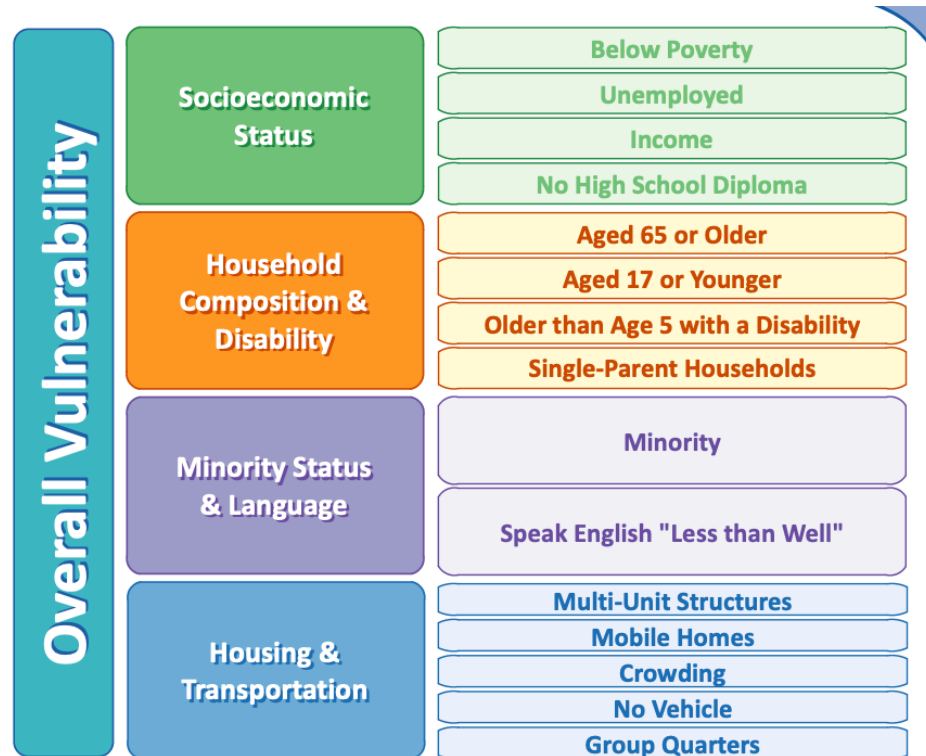 Overall Vulnerability
Socioeconomic
Status
Below Poverty
Unemployed
Income
No High School Diploma
Household
Composition &
Disability
Aged 65 or Older
Aged 17 or Younger
Older than Age 5 with a Disability
Single-Parent Households
Minority Status
& Language
Minority
Speak English "Less than Well"
Housing &
Transportation
Multi-Unit Structures
Mobile Homes
Crowding
No Vehicle
Group Quarters